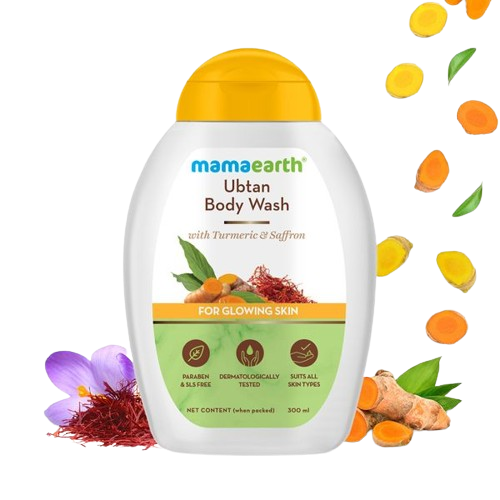 mamaearth®
Ubtan
Body Wash
with Turmeric & Saffron
FOR GLOWING SKIN
PAREBEN
& SLS FREE
DERMATOLOGICALLY
TESTED
SUITS ALL
SKIN TYPES
NET CONTENT (when packed) 300 ml